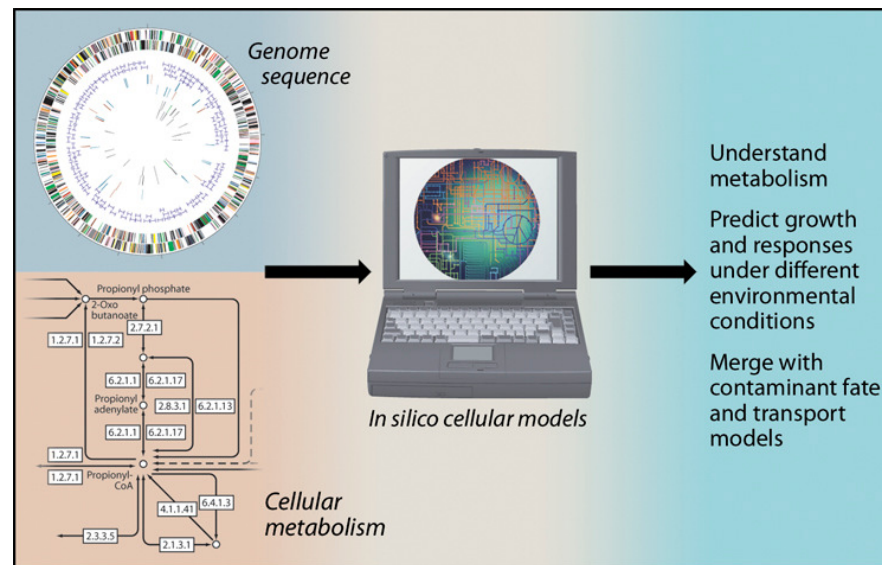 Genome
sequence
Propionyl phosphate
2-Oxo
butanoate
2.7.2.1
1.2.7.1
1.2.7.2
6.2.1.1
6.2.1.17
Propionyl
adenylate
2.8.3.1
6.2.1.13
6.2.1.1
6.2.1.17
1.2.7.1
1.2.7.1
Propionyl-
CoA
4.1.1.41
6.4.1.3
2.3.3.5
2.1.3.1
Cellular
metabolism
In silico cellular models
Understand
metabolism
Predict growth
and responses
under different
environmental
conditions
Merge with
contaminant fate
and transport
models